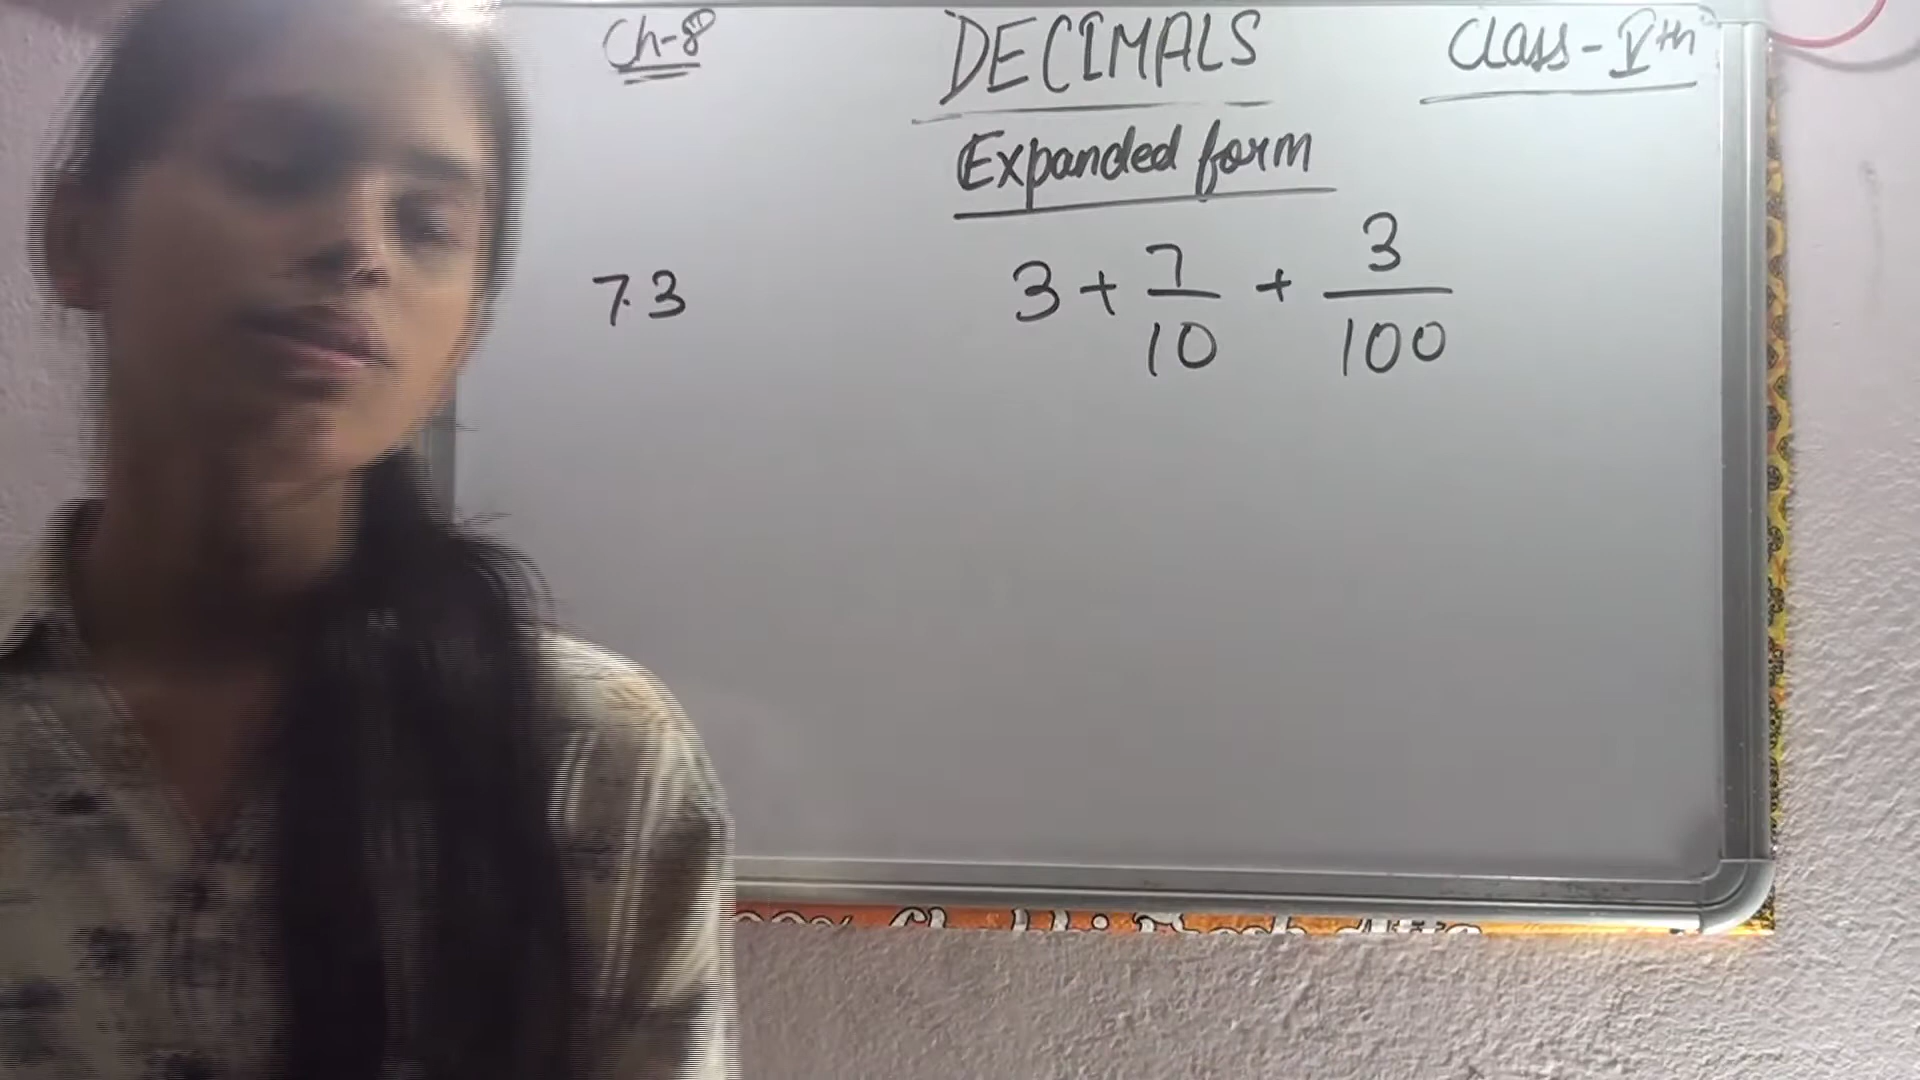 Ch-8 DECIMALS Class-Vth
Expanded form
7.3 3 + 7/10 + 3/100